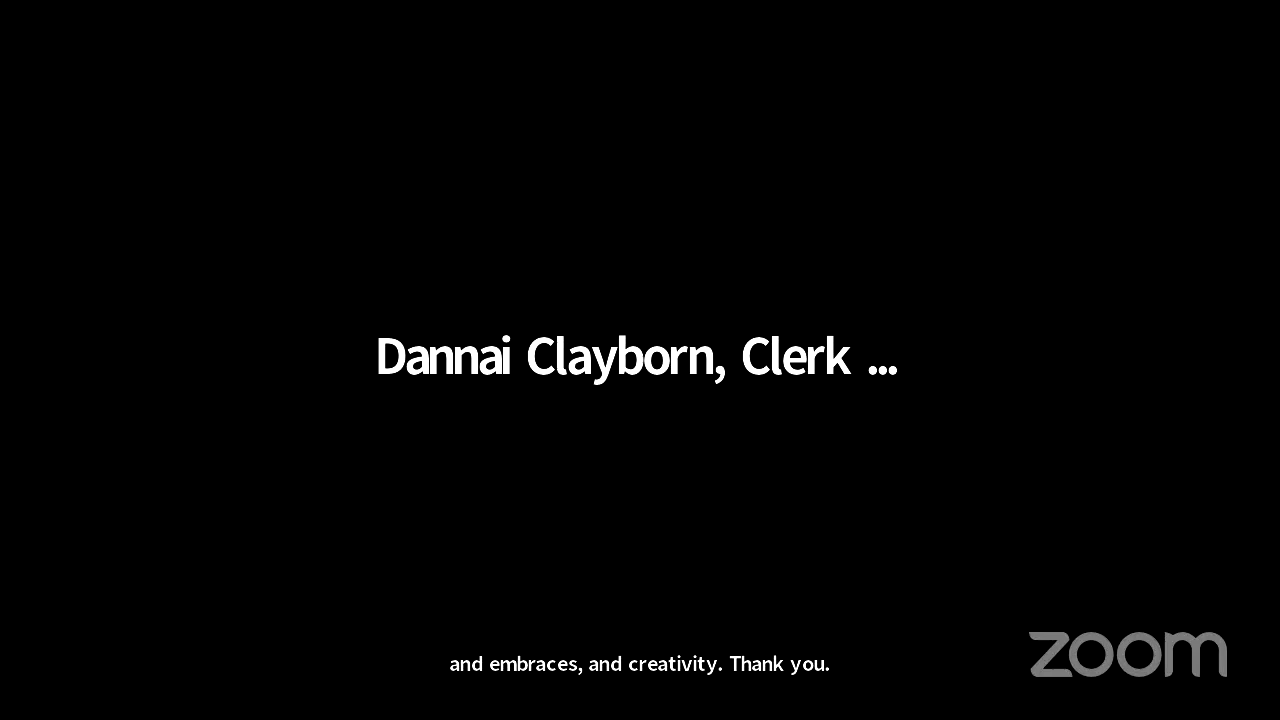 Dannai Clayborn, Clerk ...
and embraces, and creativity. Thank you.
zoom